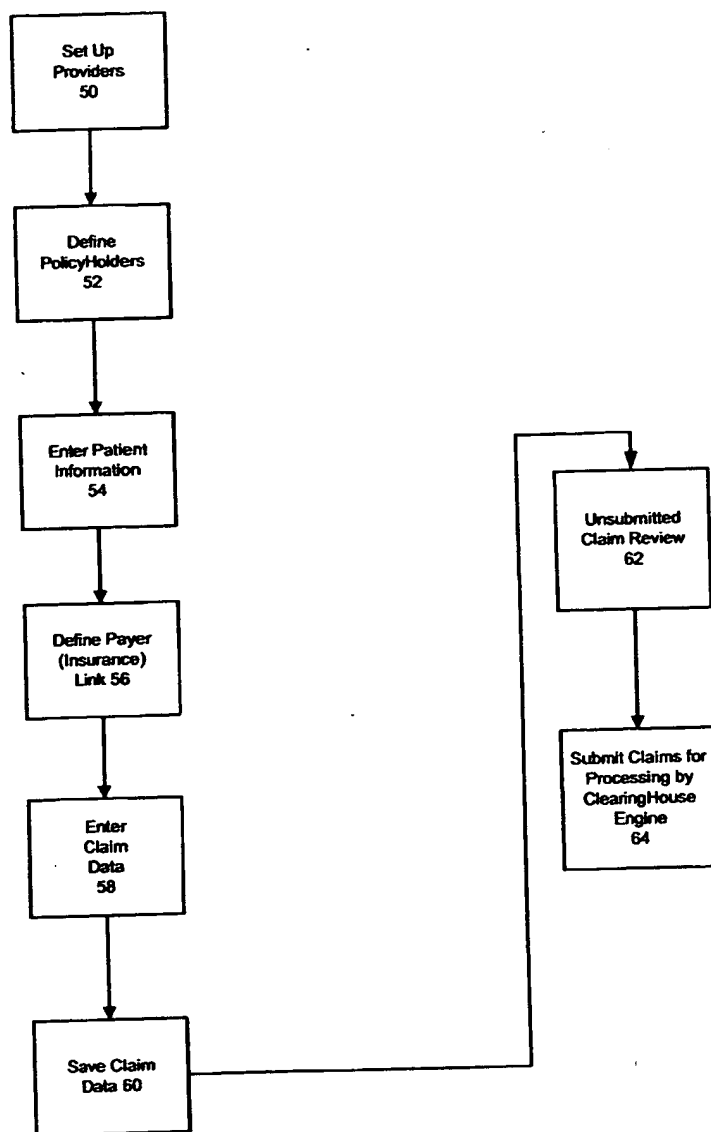 Set Up
Providers
50
Define
PolicyHolders
52
Enter Patient
Information
54
Define Payer
(Insurance)
Link 56
Enter
Claim
Data
58
Save Claim
Data 60
Unsubmitted
Claim Review
62
Submit Claims for
Processing by
ClearingHouse
Engine
64